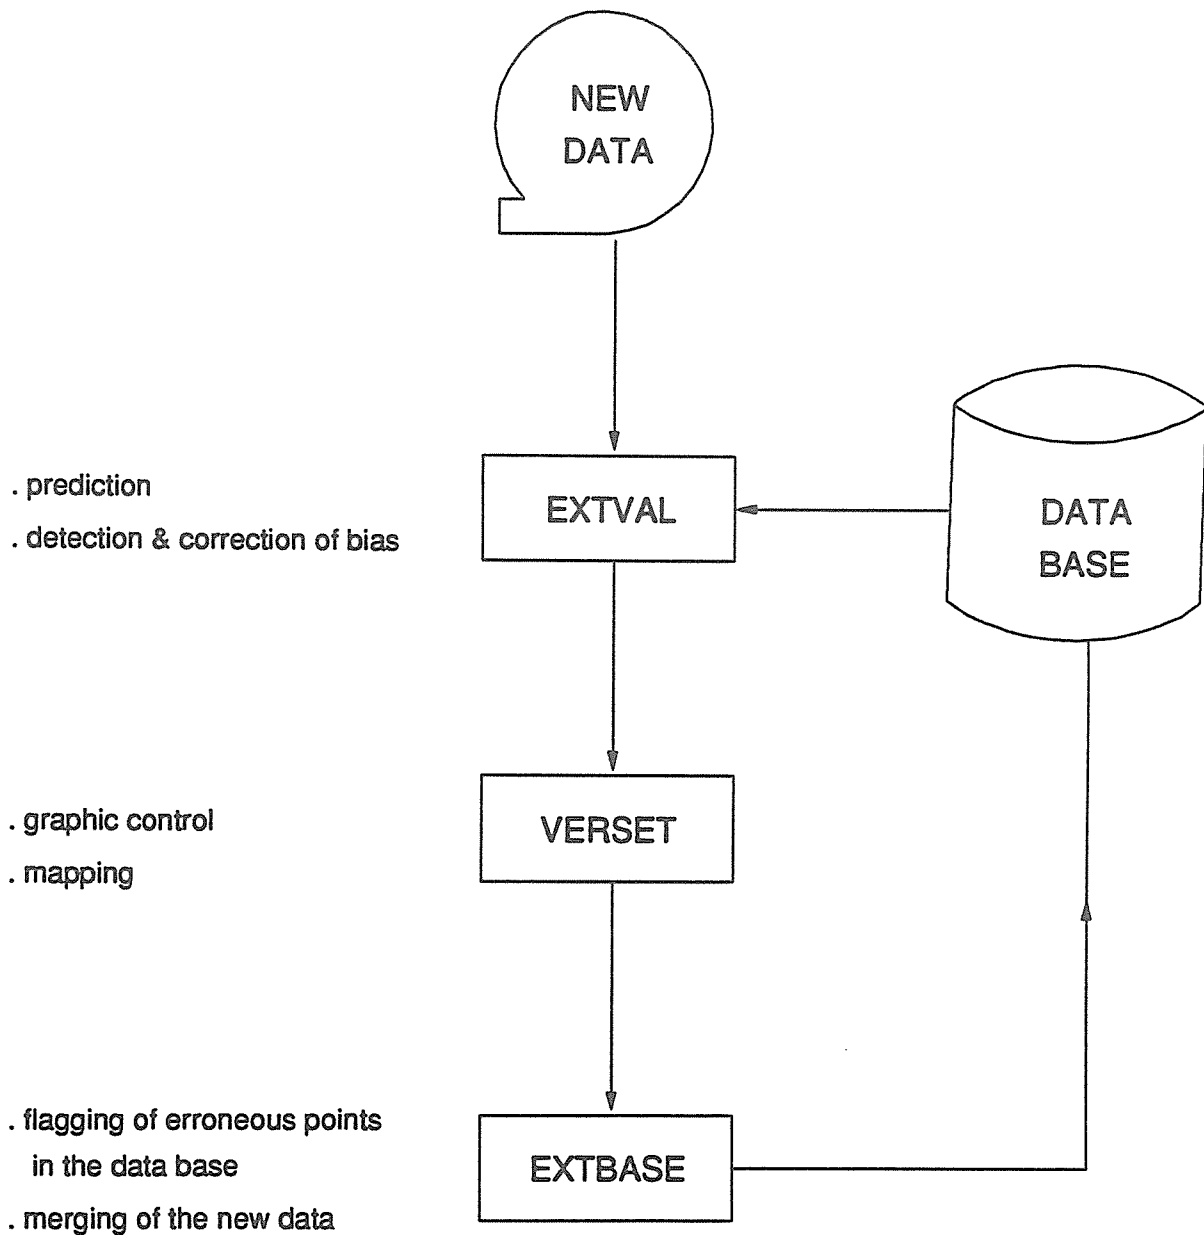 NEW
DATA
. prediction
. detection & correction of bias
EXTVAL
DATA
BASE
. graphic control
. mapping
VERSET
. flagging of erroneous points
in the data base
. merging of the new data
EXTBASE